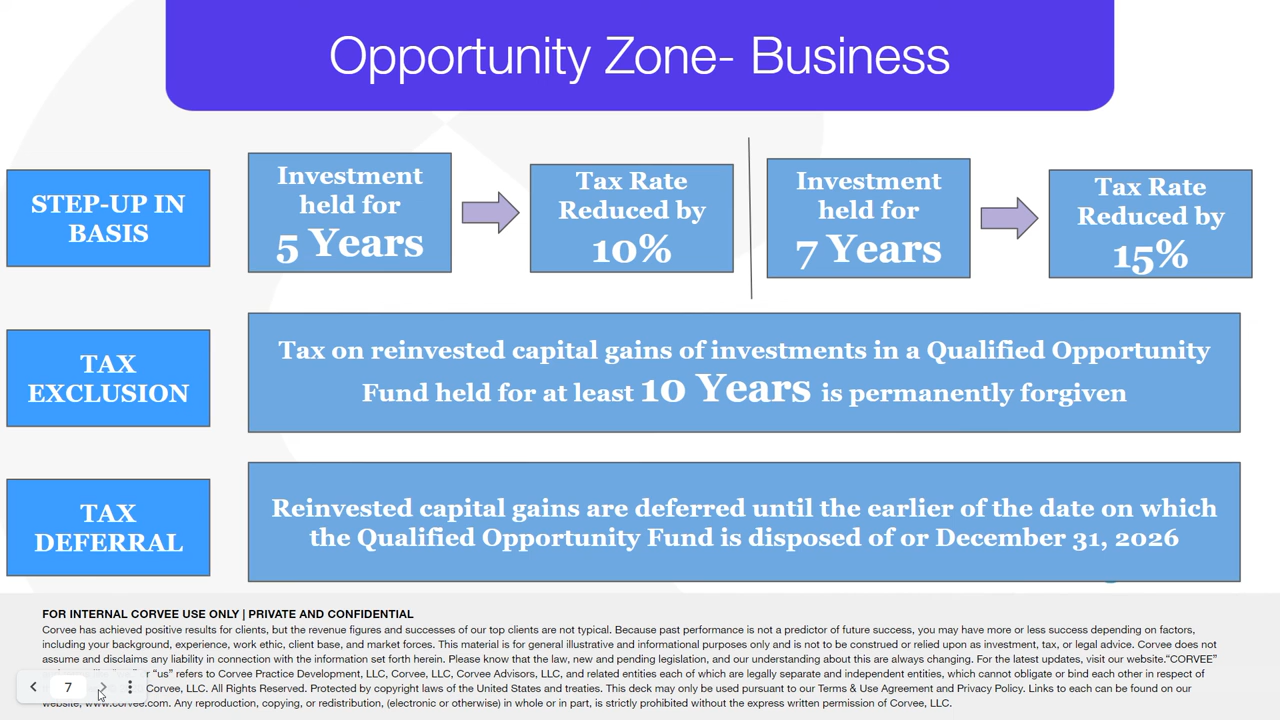 Opportunity Zone- Business
STEP-UP IN
BASIS
Investment
held for
5 Years
Tax Rate
Reduced by
10%
Investment
held for
7 Years
Tax Rate
Reduced by
15%
TAX
EXCLUSION
Tax on reinvested capital gains of investments in a Qualified Opportunity
Fund held for at least 10 Years is permanently forgiven
TAX
DEFERRAL
Reinvested capital gains are deferred until the earlier of the date on which
the Qualified Opportunity Fund is disposed of or December 31, 2026
FOR INTERNAL CORVEE USE ONLY | PRIVATE AND CONFIDENTIAL
Corvee has achieved positive results for clients, but the revenue figures and successes of our top clients are not typical. Because past performance is not a predictor of future success, you may have more or less success depending on factors,
including your background, experience, work ethic, client base, and market forces. This material is for general illustrative and informational purposes only and is not to be construed or relied upon as investment, tax, or legal advice. Corvee does not
assume and disclaims any liability in connection with the information set forth herein. Please know that the law, new and pending legislation, and our understanding about this are always changing. For the latest updates, visit our website."CORVEE"
"us" refers to Corvee Practice Development, LLC, Corvee, LLC, Corvee Advisors, LLC, and related entities each of which are legally separate and independent entities, which cannot obligate or bind each other in respect of
7
Corvee, LLC. All Rights Reserved. Protected by copyright laws of the United States and treaties. This deck may only be used pursuant to our Terms & Use Agreement and Privacy Policy. Links to each can be found on our
website, www.corvee.com. Any reproduction, copying, or redistribution, (electronic or otherwise) in whole or in part, is strictly prohibited without the express written permission of Corvee, LLC.